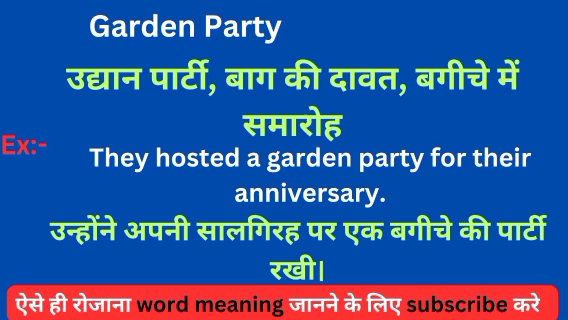 Garden Party
उद्यान पार्टी, बाग की दावत, बगीचे में
समारोह
Ex:-
They hosted a garden party for their
anniversary.
उन्होंने अपनी सालगिरह पर एक बगीचे की पार्टी
रखी।
ऐसे ही रोजाना word meaning जानने के लिए subscribe करे